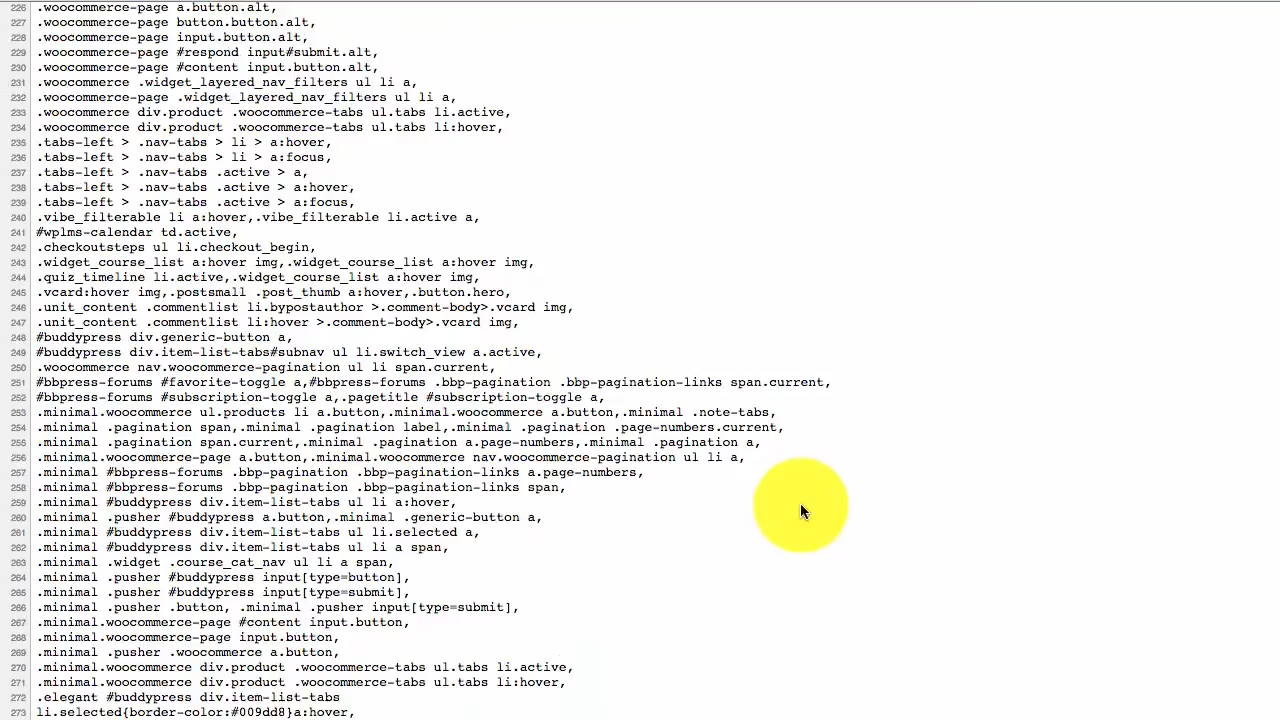 226 .woocommerce-page a.button.alt,
227 .woocommerce-page button.button.alt,
228 .woocommerce-page input.button.alt,
229 .woocommerce-page #respond input#submit.alt,
230 .woocommerce-page #content input.button.alt,
231 .woocommerce .widget_layered_nav_filters ul li a,
232 .woocommerce-page .widget_layered_nav_filters ul li a,
233 .woocommerce div.product .woocommerce-tabs ul.tabs li.active,
234 .woocommerce div.product .woocommerce-tabs ul.tabs li:hover,
235 .tabs-left > .nav-tabs > li > a:hover,
236 .tabs-left > .nav-tabs > li > a:focus,
237 .tabs-left > .nav-tabs .active > a,
238 .tabs-left > .nav-tabs .active > a:hover,
239 .tabs-left > .nav-tabs .active > a:focus,
240 .vibe_filterable li a:hover,.vibe_filterable li.active a,
241 #wplms-calendar td.active,
242 .checkoutsteps ul li.checkout_begin,
243 .widget_course_list a:hover img,.widget_course_list a:hover img,
244 .quiz_timeline li.active,.widget_course_list a:hover img,
245 .vcard:hover img,.postsmall .post_thumb a:hover,.button.hero,
246 .unit_content .commentlist li.bypostauthor >.comment-body>.vcard img,
247 .unit_content .commentlist li:hover >.comment-body>.vcard img,
248 #buddypress div.generic-button a,
249 #buddypress div.item-list-tabs#subnav ul li.switch_view a.active,
250 .woocommerce nav.woocommerce-pagination ul li span.current,
251 #bbpress-forums #favorite-toggle a,#bbpress-forums .bbp-pagination .bbp-pagination-links span.current,
252 #bbpress-forums #subscription-toggle a,.pagetitle #subscription-toggle a,
253 .minimal.woocommerce ul.products li a.button,.minimal.woocommerce a.button,.minimal .note-tabs,
254 .minimal .pagination span,.minimal .pagination label,.minimal .pagination .page-numbers.current,
255 .minimal .pagination span.current,.minimal .pagination a.page-numbers,.minimal .pagination a,
256 .minimal.woocommerce-page a.button,.minimal.woocommerce nav.woocommerce-pagination ul li a,
257 .minimal #bbpress-forums .bbp-pagination .bbp-pagination-links a.page-numbers,
258 .minimal #bbpress-forums .bbp-pagination .bbp-pagination-links span,
259 .minimal #buddypress div.item-list-tabs ul li a:hover,
260 .minimal .pusher #buddypress a.button,.minimal .generic-button a,
261 .minimal #buddypress div.item-list-tabs ul li.selected a,
262 .minimal #buddypress div.item-list-tabs ul li a span,
263 .minimal .widget .course_cat_nav ul li a span,
264 .minimal .pusher #buddypress input[type=button],
265 .minimal .pusher #buddypress input[type=submit],
266 .minimal .pusher .button, .minimal .pusher input[type=submit],
267 .minimal.woocommerce-page #content input.button,
268 .minimal.woocommerce-page input.button,
269 .minimal .pusher .woocommerce a.button,
270 .minimal.woocommerce div.product .woocommerce-tabs ul.tabs li.active,
271 .minimal.woocommerce div.product .woocommerce-tabs ul.tabs li:hover,
272 .elegant #buddypress div.item-list-tabs
273 li.selected{border-color:#009dd8}a:hover,